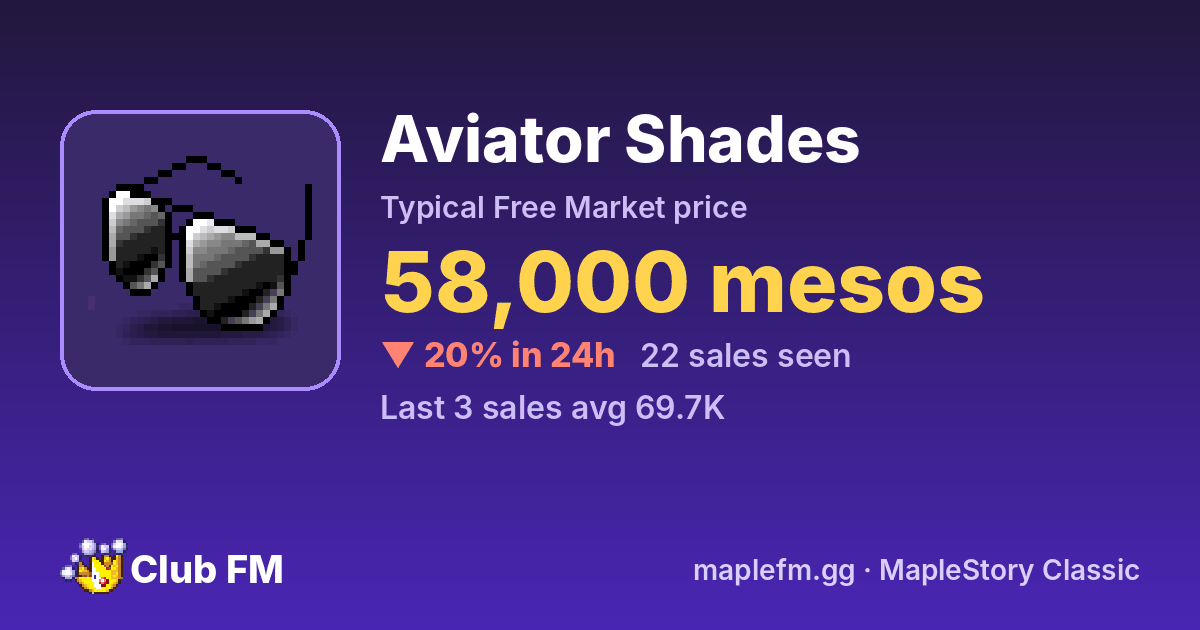 Aviator Shades
Typical Free Market price
58,000 mesos
▼ 20% in 24h 22 sales seen
Last 3 sales avg 69.7K
Club FM
maplefm.gg · MapleStory Classic